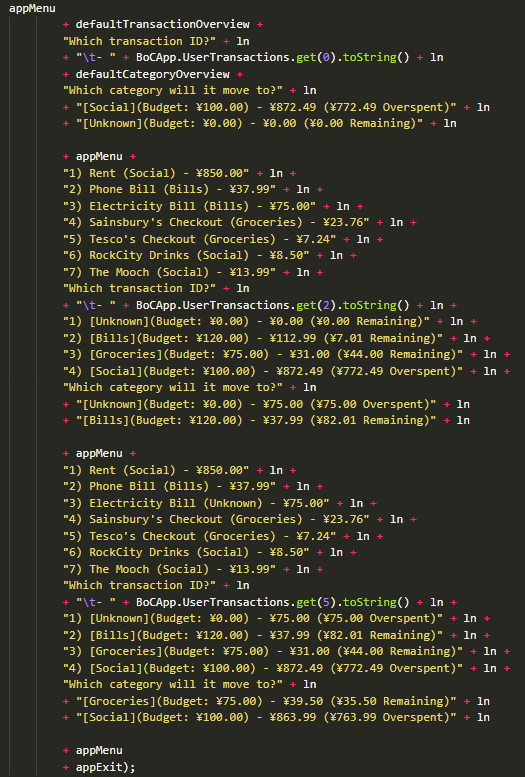 appMenu
+ defaultTransactionOverview +
"Which transaction ID?" + ln
+ "\t- " + BoCApp.UserTransactions.get(0).toString() + ln
+ defaultCategoryOverview +
"Which category will it move to?" + ln
+ "[Social](Budget: ¥100.00) - ¥872.49 (¥772.49 Overspent)" + ln
+ "[Unknown](Budget: ¥0.00) - ¥0.00 (¥0.00 Remaining)" + ln
+ appMenu +
"1) Rent (Social) - ¥850.00" + ln +
"2) Phone Bill (Bills) - ¥37.99" + ln +
"3) Electricity Bill (Bills) - ¥75.00" + ln +
"4) Sainsbury's Checkout (Groceries) - ¥23.76" + ln +
"5) Tesco's Checkout (Groceries) - ¥7.24" + ln +
"6) RockCity Drinks (Social) - ¥8.50" + ln +
"7) The Mooch (Social) - ¥13.99" + ln +
"Which transaction ID?" + ln
+ "\t- " + BoCApp.UserTransactions.get(2).toString() + ln +
"1) [Unknown](Budget: ¥0.00) - ¥0.00 (¥0.00 Remaining)" + ln +
"2) [Bills](Budget: ¥120.00) - ¥112.99 (¥7.01 Remaining)" + ln +
"3) [Groceries](Budget: ¥75.00) - ¥31.00 (¥44.00 Remaining)" + ln +
"4) [Social](Budget: ¥100.00) - ¥872.49 (¥772.49 Overspent)" + ln +
"Which category will it move to?" + ln
+ "[Unknown](Budget: ¥0.00) - ¥75.00 (¥75.00 Overspent)" + ln
+ "[Bills](Budget: ¥120.00) - ¥37.99 (¥82.01 Remaining)" + ln
+ appMenu +
"1) Rent (Social) - ¥850.00" + ln +
"2) Phone Bill (Bills) - ¥37.99" + ln +
"3) Electricity Bill (Unknown) - ¥75.00" + ln +
"4) Sainsbury's Checkout (Groceries) - ¥23.76" + ln +
"5) Tesco's Checkout (Groceries) - ¥7.24" + ln +
"6) RockCity Drinks (Social) - ¥8.50" + ln +
"7) The Mooch (Social) - ¥13.99" + ln +
"Which transaction ID?" + ln
+ "\t- " + BoCApp.UserTransactions.get(5).toString() + ln +
"1) [Unknown](Budget: ¥0.00) - ¥75.00 (¥75.00 Overspent)" + ln +
"2) [Bills](Budget: ¥120.00) - ¥37.99 (¥82.01 Remaining)" + ln +
"3) [Groceries](Budget: ¥75.00) - ¥31.00 (¥44.00 Remaining)" + ln +
"4) [Social](Budget: ¥100.00) - ¥872.49 (¥772.49 Overspent)" + ln +
"Which category will it move to?" + ln
+ "[Groceries](Budget: ¥75.00) - ¥39.50 (¥35.50 Remaining)" + ln
+ "[Social](Budget: ¥100.00) - ¥863.99 (¥763.99 Overspent)" + ln
+ appMenu
+ appExit);